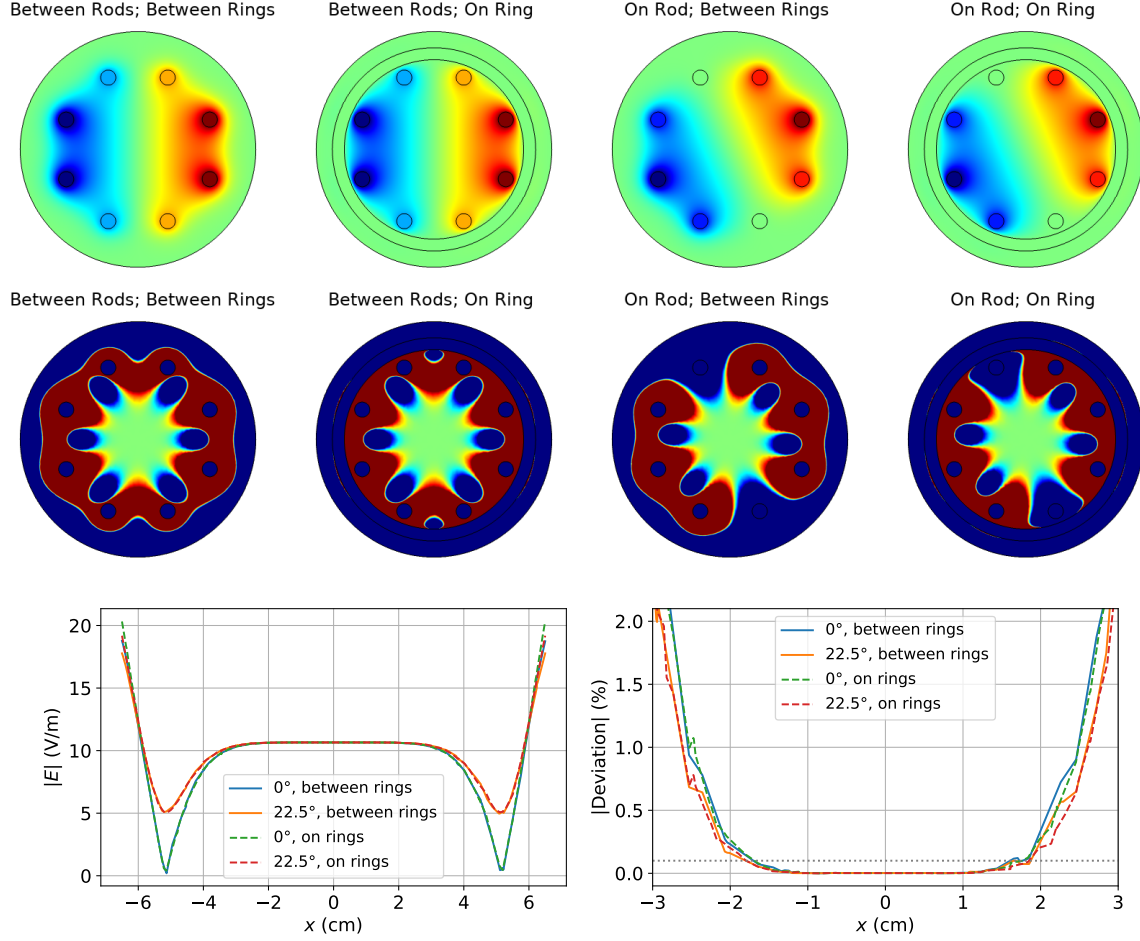 Between Rods; Between Rings
Between Rods; On Ring
On Rod; Between Rings
On Rod; On Ring
Between Rods; Between Rings
Between Rods; On Ring
On Rod; Between Rings
On Rod; On Ring
20
15
10
5
0
|E| (V/m)
0°, between rings
22.5°, between rings
0°, on rings
22.5°, on rings
−6
−4
−2
0
2
4
6
x (cm)
2.0
1.5
1.0
0.5
0.0
|Deviation| (%)
0°, between rings
22.5°, between rings
0°, on rings
22.5°, on rings
−3
−2
−1
0
1
2
3
x (cm)